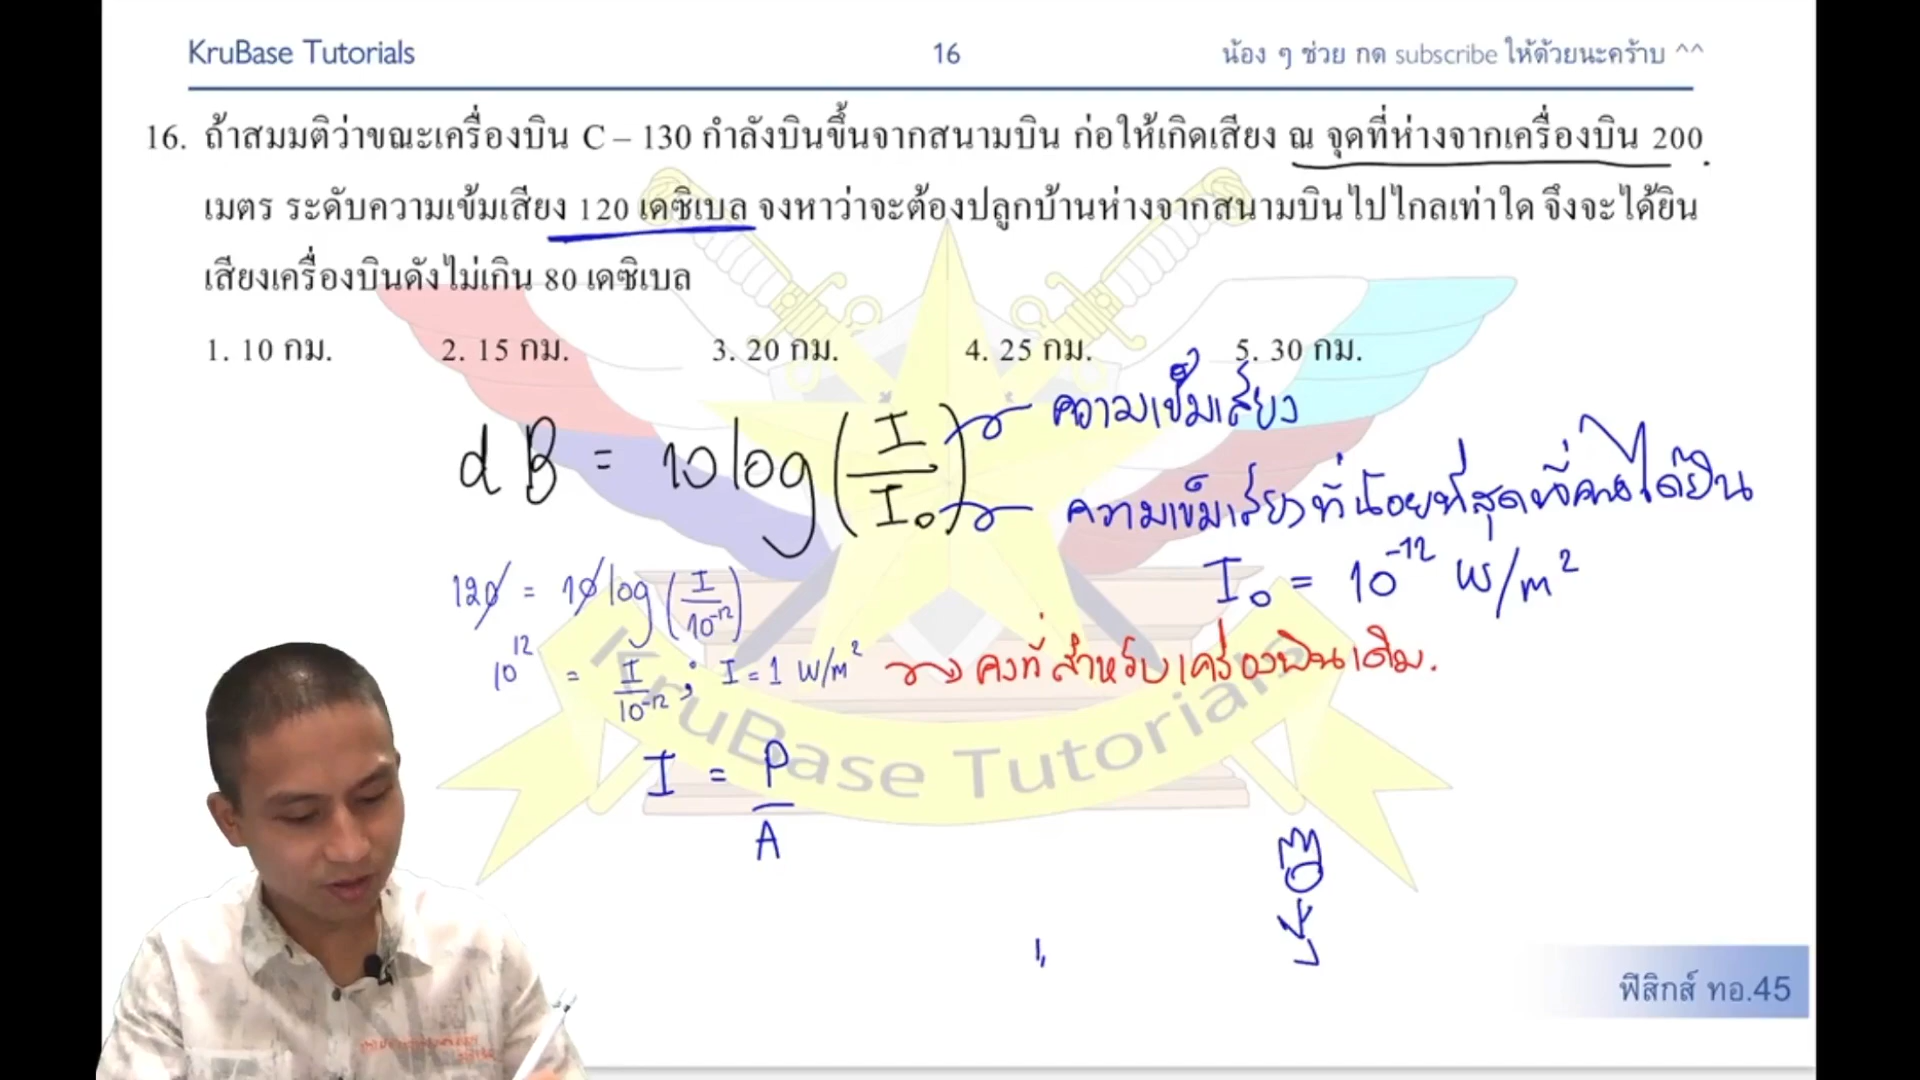 KruBase Tutorials 16 น้อง ๆ ช่วย กด subscribe ให้ด้วยนะคร้าบ ^^
16. ถ้าสมมติว่าขณะเครื่องบิน C – 130 กำลังบินขึ้นจากสนามบิน ก่อให้เกิดเสียง ณ จุดที่ห่างจากเครื่องบิน 200
เมตร ระดับความเข้มเสียง 120 เดซิเบล จงหาว่าจะต้องปลูกบ้านห่างจากสนามบินไปไกลเท่าใด จึงจะได้ยิน
เสียงเครื่องบินดังไม่เกิน 80 เดซิเบล
1. 10 กม. 2. 15 กม. 3. 20 กม. 4. 25 กม. 5. 30 กม.
dB = 10 log (I/I₀)
ความเข้มเสียง
ความเข้มเสียงที่น้อยที่สุดที่คนได้ยิน
I₀ = 10⁻¹² W/m²
120 = 10 log (I/10⁻¹²)
10¹² = I/10⁻¹² ; I = 1 W/m² คงที่สำหรับเครื่องบินเดิม.
I = P/A
KruBase Tutorials
ฟิสิกส์ ทอ.45